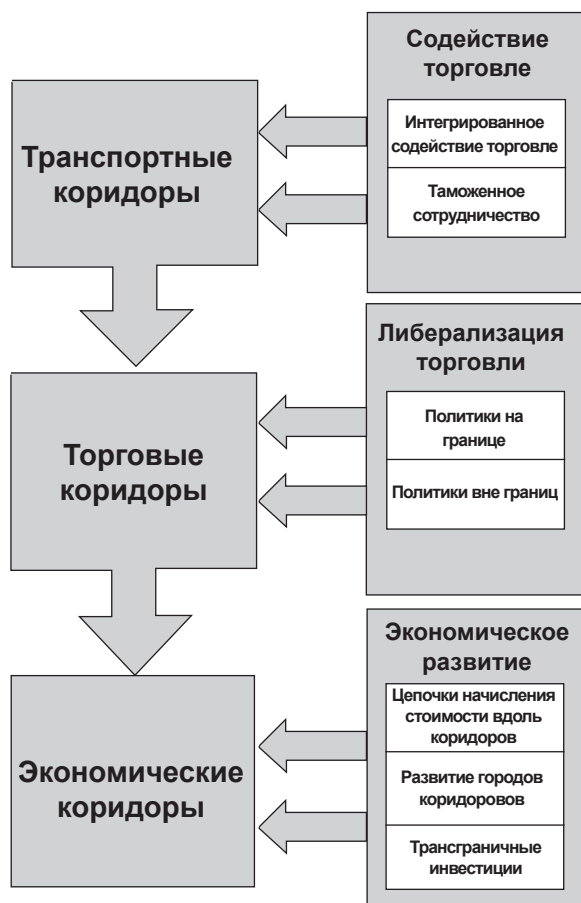 Содействие
торговле
Интегрированное
содействие торговле
Таможенное
сотрудничество
Транспортные
коридоры
Либерализация
торговли
Политики на
границе
Политики вне границ
Торговые
коридоры
Экономическое
развитие
Цепочки начисления
стоимости вдоль
коридоров
Развитие городов
коридоровов
Трансграничные
инвестиции
Экономические
коридоры